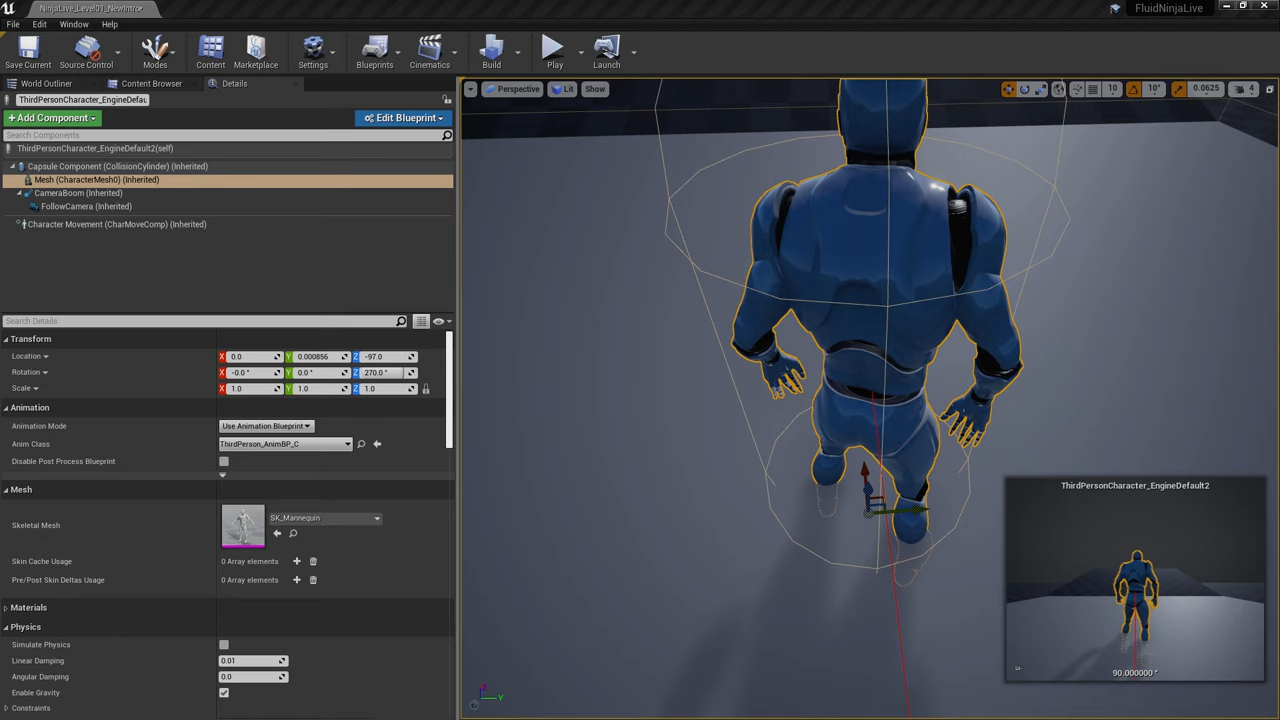 NinjaLive_Level01_NewIntro•
FluidNinjaLive
File Edit Window Help
Save Current Source Control Modes Content Marketplace Settings Blueprints Cinematics Build Play Launch
World Outliner Content Browser Details
ThirdPersonCharacter_EngineDefau
+ Add Component Edit Blueprint
Search Components
ThirdPersonCharacter_EngineDefault2(self)
Capsule Component (CollisionCylinder) (Inherited)
Mesh (CharacterMesh0) (Inherited)
CameraBoom (Inherited)
FollowCamera (Inherited)
Character Movement (CharMoveComp) (Inherited)
Search Details
Transform
Location X 0.0 Y 0.000856 Z -97.0
Rotation X -0.0 ° Y 0.0 ° Z 270.0 °
Scale X 1.0 Y 1.0 Z 1.0
Animation
Animation Mode Use Animation Blueprint
Anim Class ThirdPerson_AnimBP_C
Disable Post Process Blueprint
Mesh
Skeletal Mesh SK_Mannequin
Skin Cache Usage 0 Array elements
Pre/Post Skin Deltas Usage 0 Array elements
Materials
Physics
Simulate Physics
Linear Damping 0.01
Angular Damping 0.0
Enable Gravity
Constraints
Perspective Lit Show 10 10° 0.0625 4
ThirdPersonCharacter_EngineDefault2
90.000000 °
Z
Y